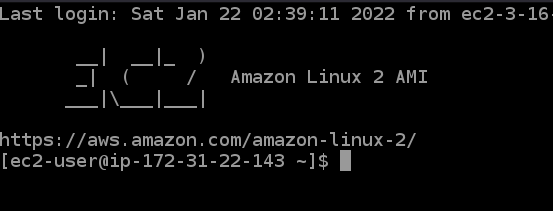 Last login: Sat Jan 22 02:39:11 2022 from ec2-3-16-
       __|  __|_  )
       _|  (     /   Amazon Linux 2 AMI
      ___|\___|___|
https://aws.amazon.com/amazon-linux-2/
[ec2-user@ip-172-31-22-143 ~]$